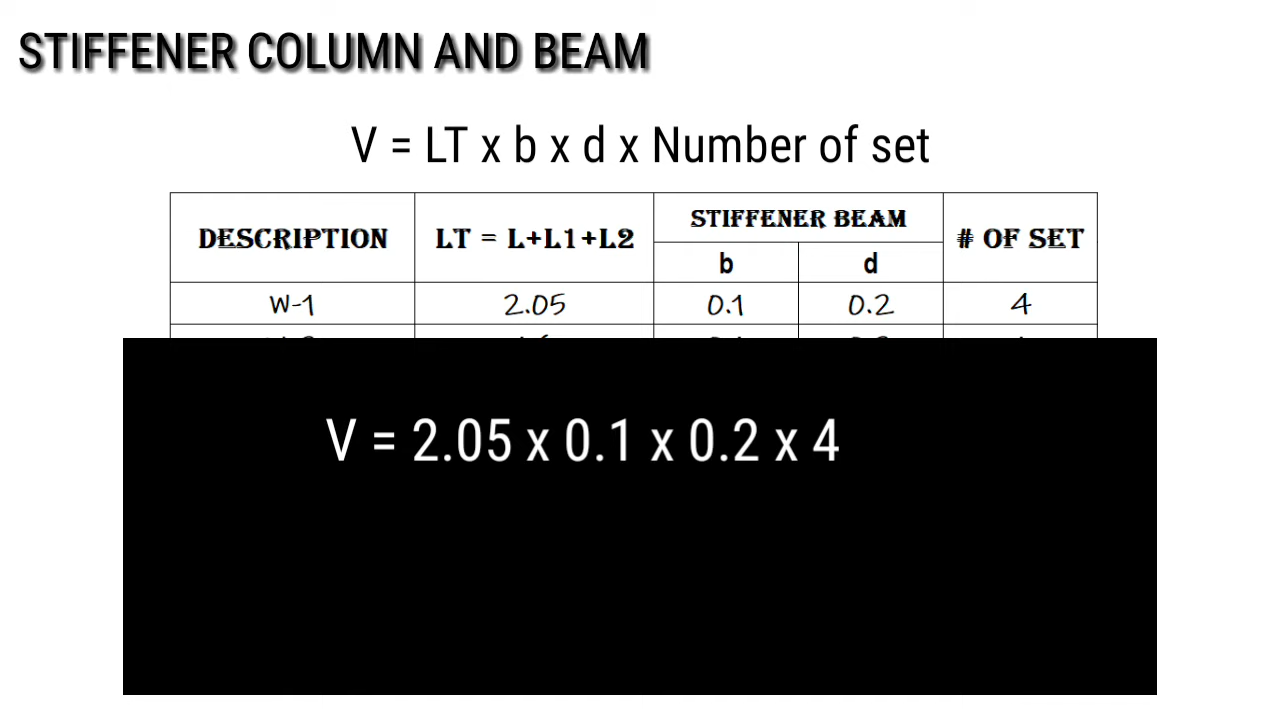 STIFFENER COLUMN AND BEAM
V = LT x b x d x Number of set
DESCRIPTION LT = L+L1+L2 STIFFENER BEAM # OF SET
b d
W-1 2.05 0.1 0.2 4
V = 2.05 x 0.1 x 0.2 x 4